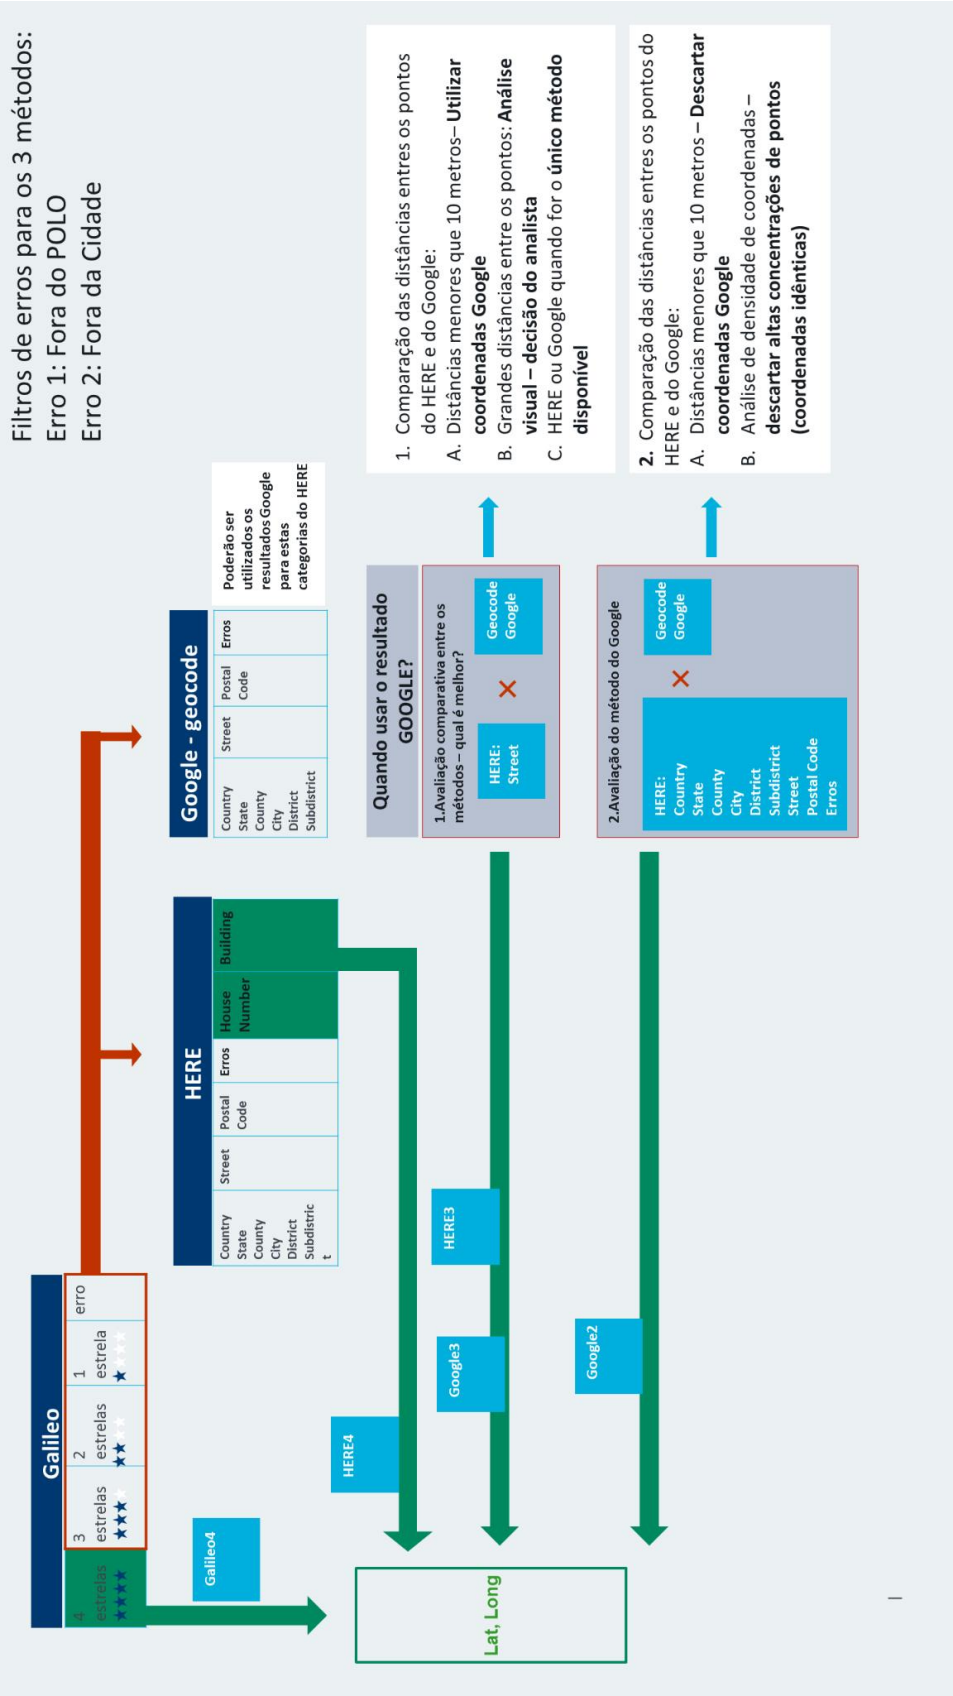 Filtros de erros para os 3 métodos:
Erro 1: Fora do POLO
Erro 2: Fora da Cidade
Galileo
4
estrelas
3
estrelas
2
estrelas
1
estrela
erro
Galileo4
HERE
Country
State
County
City
District
Subdistric
t
Street
Postal
Code
Erros
House
Number
Building
Google - geocode
Country
State
County
City
District
Subdistrict
Street
Postal
Code
Erros
Poderão ser
utilizados os
resultados Google
para estas
categorias do HERE
HERE4
Quando usar o resultado
GOOGLE?
1.Avaliação comparativa entre os
métodos – qual é melhor?
HERE:
Street
Geocode
Google
1. Comparação das distâncias entres os pontos
do HERE e do Google:
A. Distâncias menores que 10 metros– Utilizar
coordenadas Google
B. Grandes distâncias entre os pontos: Análise
visual – decisão do analista
C. HERE ou Google quando for o único método
disponível
Google3
HERE3
Lat, Long
2.Avaliação do método do Google
HERE:
Country
State
County
City
District
Subdistrict
Street
Postal Code
Erros
Geocode
Google
2. Comparação das distâncias entres os pontos do
HERE e do Google:
A. Distâncias menores que 10 metros – Descartar
coordenadas Google
B. Análise de densidade de coordenadas –
descartar altas concentrações de pontos
(coordenadas idênticas)
Google2